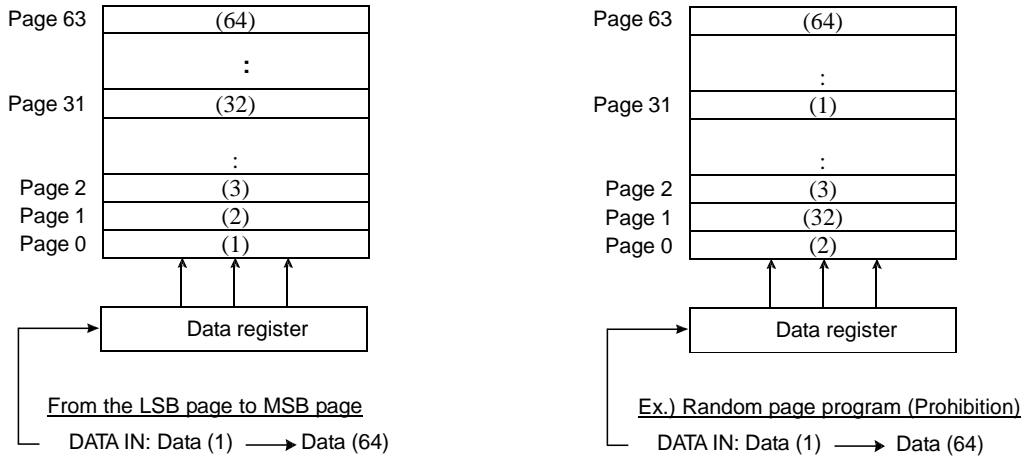 Page 63 (64)
:
Page 31 (32)
:
Page 2 (3)
Page 1 (2)
Page 0 (1)
Data register
From the LSB page to MSB page
DATA IN: Data (1) Data (64)
Page 63 (64)
:
Page 31 (1)
:
Page 2 (3)
Page 1 (32)
Page 0 (2)
Data register
Ex.) Random page program (Prohibition)
DATA IN: Data (1) Data (64)